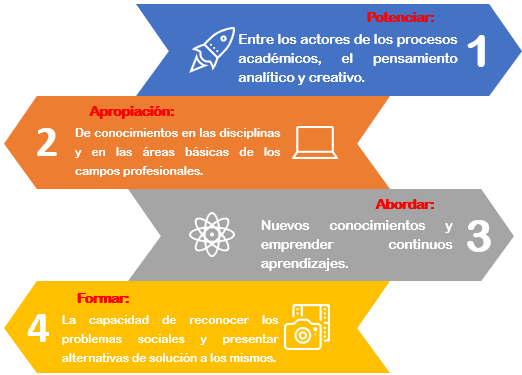 Potenciar:
Entre los actores de los procesos
académicos, el pensamiento
analítico y creativo.
1
Apropiación:
2
De conocimientos en las disciplinas
y en las áreas básicas de los
campos profesionales.
Abordar:
Nuevos conocimientos y
emprender continuos
aprendizajes.
3
Formar:
4
La capacidad de reconocer los
problemas sociales y presentar
alternativas de solución a los mismos.